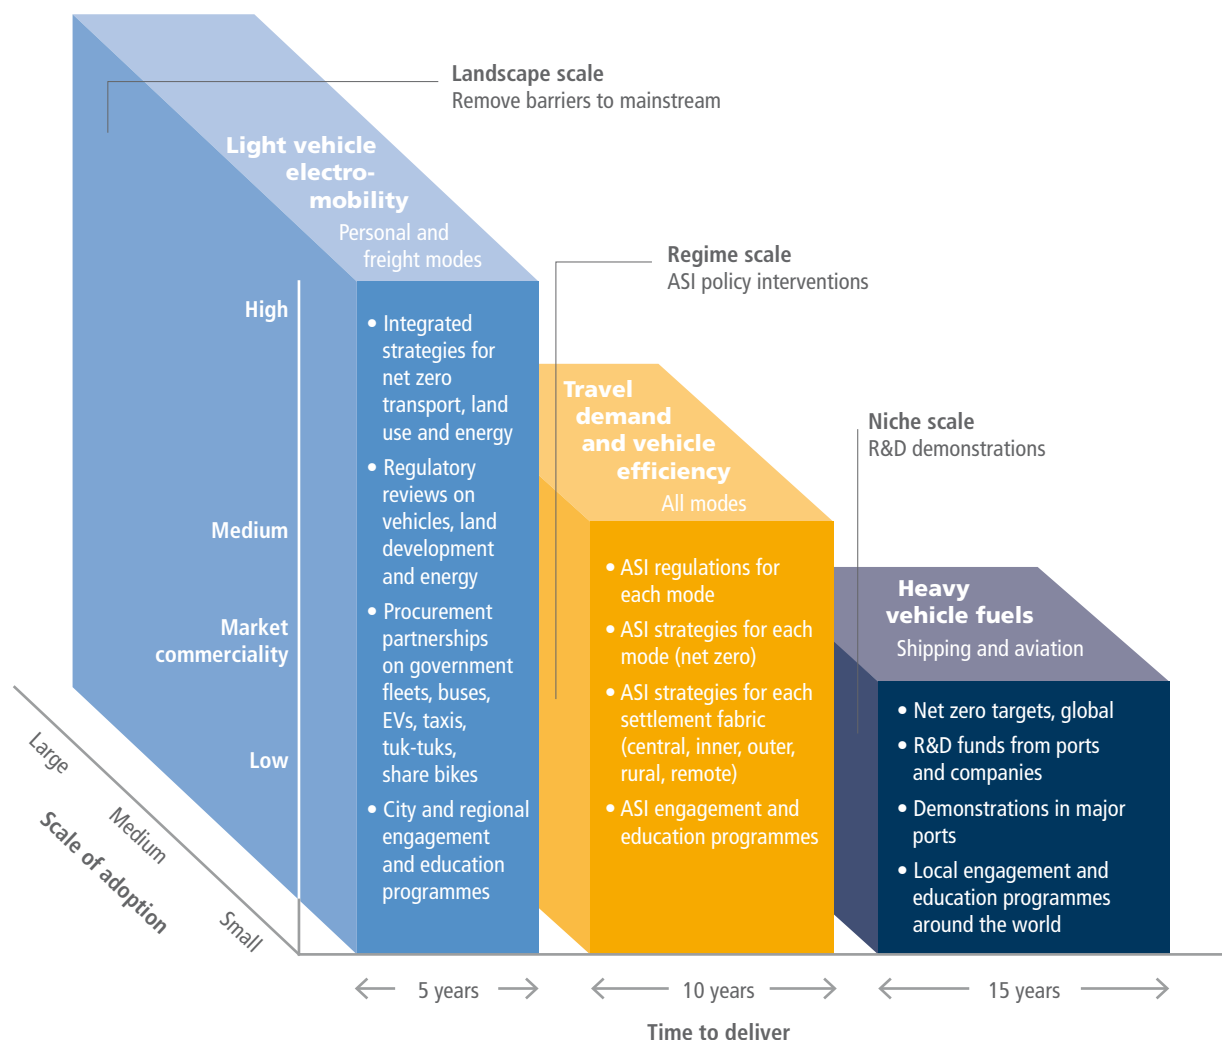 Landscape scale
Remove barriers to mainstream
Light vehicle
electro-
mobility
Personal and
freight modes
Regime scale
ASI policy interventions
High
• Integrated
strategies for
net zero
transport, land
use and energy
• Regulatory
reviews on
vehicles, land
development
and energy
• Procurement
partnerships
on government
fleets, buses,
EVs, taxis,
tuk-tuks,
share bikes
• City and regional
engagement
and education
programmes
Travel
demand
and vehicle
efficiency
All modes
Niche scale
R&D demonstrations
Medium
• ASI regulations for
each mode
• ASI strategies for each
mode (net zero)
• ASI strategies for each
settlement fabric
(central, inner, outer,
rural, remote)
• ASI engagement and
education programmes
Heavy
vehicle fuels
Shipping and aviation
Market
commerciality
• Net zero targets, global
• R&D funds from ports
and companies
• Demonstrations in major
ports
• Local engagement and
education programmes
around the world
Low
Large
Medium
Small
Scale of adoption
5 years
10 years
15 years
Time to deliver